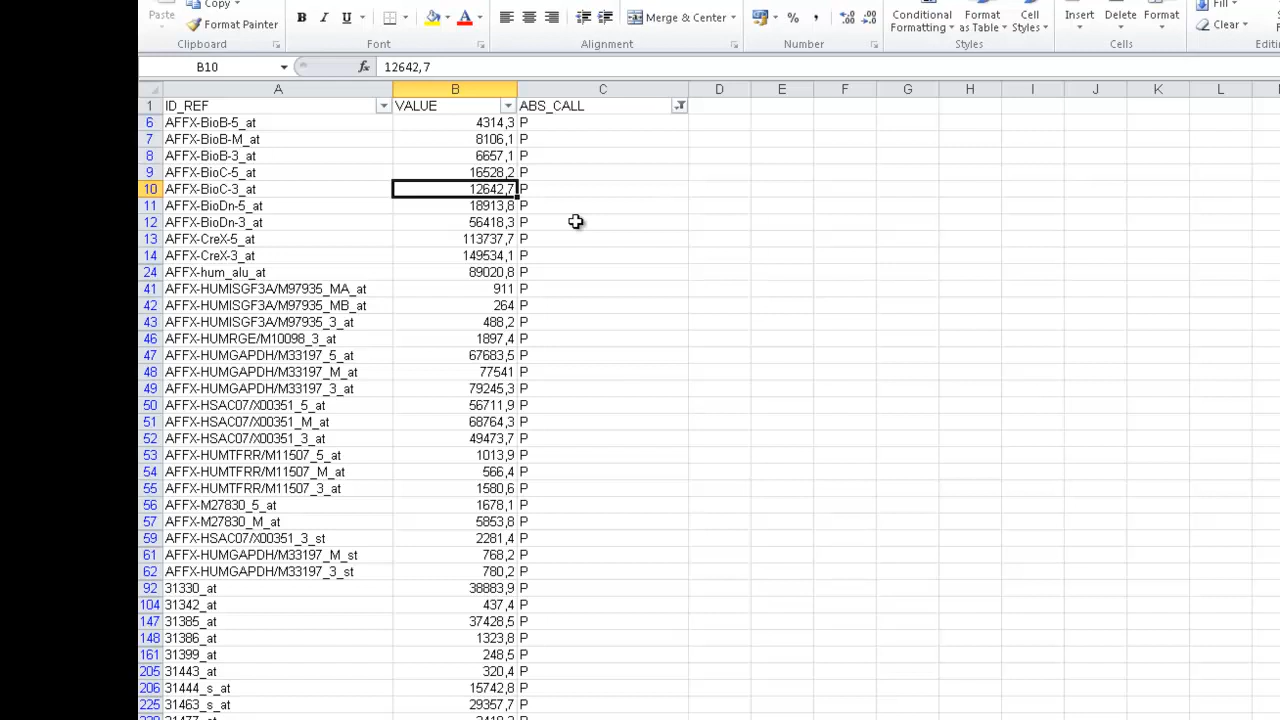 Copy
Fill
Paste
Format Painter
B I U
A
Merge & Center
%
,
Conditional Formatting
Format as Table
Cell Styles
Insert
Delete
Format
Clear
Clipboard
Font
Alignment
Number
Styles
Cells
B10
fx
12642,7
A B C D E F G H I J K L
1 ID_REF VALUE ABS_CALL
6 AFFX-BioB-5_at 4314,3 P
7 AFFX-BioB-M_at 8106,1 P
8 AFFX-BioB-3_at 6657,1 P
9 AFFX-BioC-5_at 16528,2 P
10 AFFX-BioC-3_at 12642,7 P
11 AFFX-BioDn-5_at 18913,8 P
12 AFFX-BioDn-3_at 56418,3 P
13 AFFX-CreX-5_at 113737,7 P
14 AFFX-CreX-3_at 149534,1 P
24 AFFX-hum_alu_at 89020,8 P
41 AFFX-HUMISGF3A/M97935_MA_at 911 P
42 AFFX-HUMISGF3A/M97935_MB_at 264 P
43 AFFX-HUMISGF3A/M97935_3_at 488,2 P
46 AFFX-HUMRGE/M10098_3_at 1897,4 P
47 AFFX-HUMGAPDH/M33197_5_at 67683,5 P
48 AFFX-HUMGAPDH/M33197_M_at 77541 P
49 AFFX-HUMGAPDH/M33197_3_at 79245,3 P
50 AFFX-HSAC07/X00351_5_at 56711,9 P
51 AFFX-HSAC07/X00351_M_at 68764,3 P
52 AFFX-HSAC07/X00351_3_at 49473,7 P
53 AFFX-HUMTFRR/M11507_5_at 1013,9 P
54 AFFX-HUMTFRR/M11507_M_at 566,4 P
55 AFFX-HUMTFRR/M11507_3_at 1580,6 P
56 AFFX-M27830_5_at 1678,1 P
57 AFFX-M27830_M_at 5853,8 P
59 AFFX-HSAC07/X00351_3_st 2281,4 P
61 AFFX-HUMGAPDH/M33197_M_st 768,2 P
62 AFFX-HUMGAPDH/M33197_3_st 780,2 P
92 31330_at 38883,9 P
104 31342_at 437,4 P
147 31385_at 37428,5 P
148 31386_at 1323,8 P
161 31399_at 248,5 P
205 31443_at 320,4 P
206 31444_s_at 15742,8 P
225 31463_s_at 29357,7 P